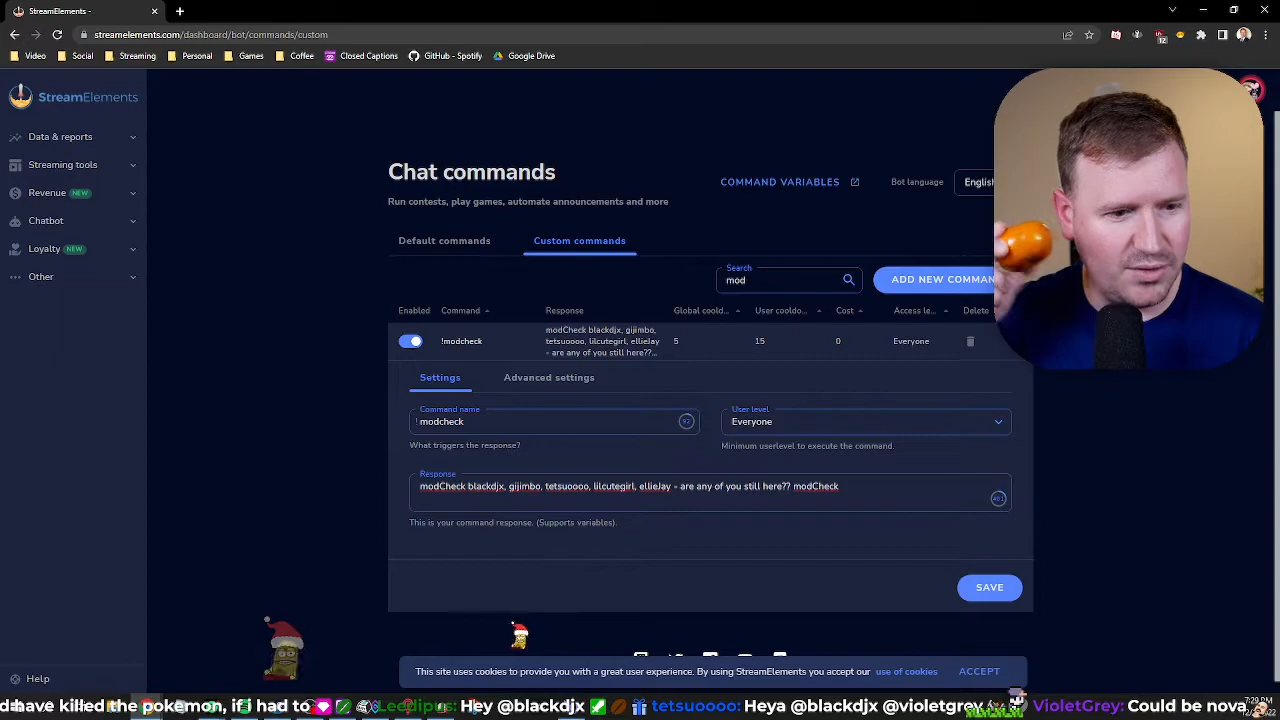 StreamElements
streamelements.com/dashboard/bot/commands/custom
Video Social Streaming Personal Games Coffee Closed Captions GitHub - Spotify Google Drive
StreamElements
Data & reports
Streaming tools
Revenue NEW
Chatbot
Loyalty NEW
Other
Help
Chat commands
COMMAND VARIABLES
Bot language
English
Run contests, play games, automate announcements and more
Default commands Custom commands
Search
mod
ADD NEW COMMAN
Enabled Command Response Global coold... User cooldo... Cost Access le... Delete
modCheck blackdjx, gijimbo,
!modcheck tetsuoooo, lilcutegirl, ellieJay 5 15 0 Everyone
- are any of you still here??...
Settings Advanced settings
Command name User level
! modcheck 92 Everyone
What triggers the response? Minimum userlevel to execute the command.
Response
modCheck blackdjx, gijimbo, tetsuoooo, lilcutegirl, ellieJay - are any of you still here?? modCheck
This is your command response. (Supports variables).
SAVE
This site uses cookies to provide you with a great user experience. By using StreamElements you accept our use of cookies ACCEPT
d have killed the pokemon, if i had to Leedipus: Hey @blackdjx tetsuoooo: Heya @blackdjx @violetgrey VioletGrey: Could be nova
7:29 PM